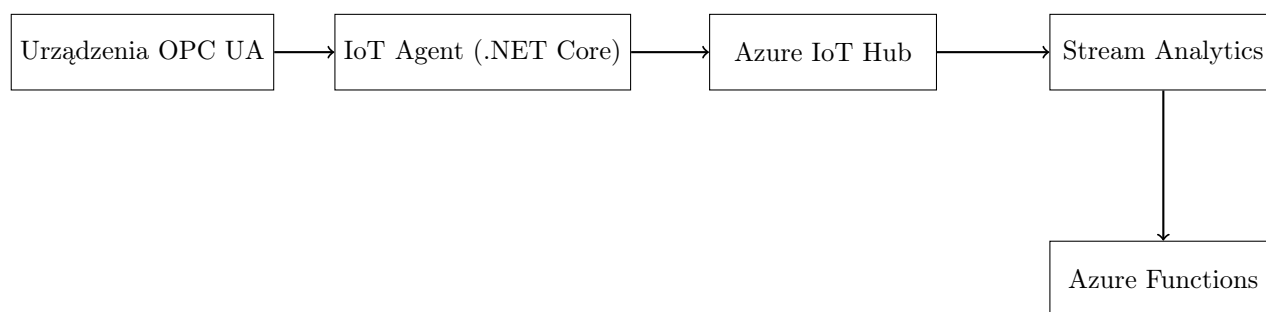 Urządzenia OPC UA
IoT Agent (.NET Core)
Azure IoT Hub
Stream Analytics
Azure Functions